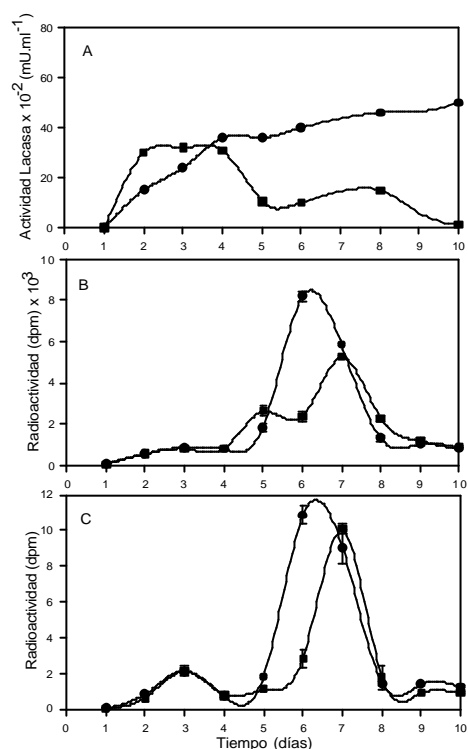 Actividad Lacasa x 10-2 (mU.ml-1)
80
60
40
20
0
A
0 1 2 3 4 5 6 7 8 9 10
Radioactividad (dpm) x 103
10
8
6
4
2
0
B
0 1 2 3 4 5 6 7 8 9 10
Radioactividad (dpm)
12
10
8
6
4
2
0
C
0 1 2 3 4 5 6 7 8 9 10
Tiempo (días)